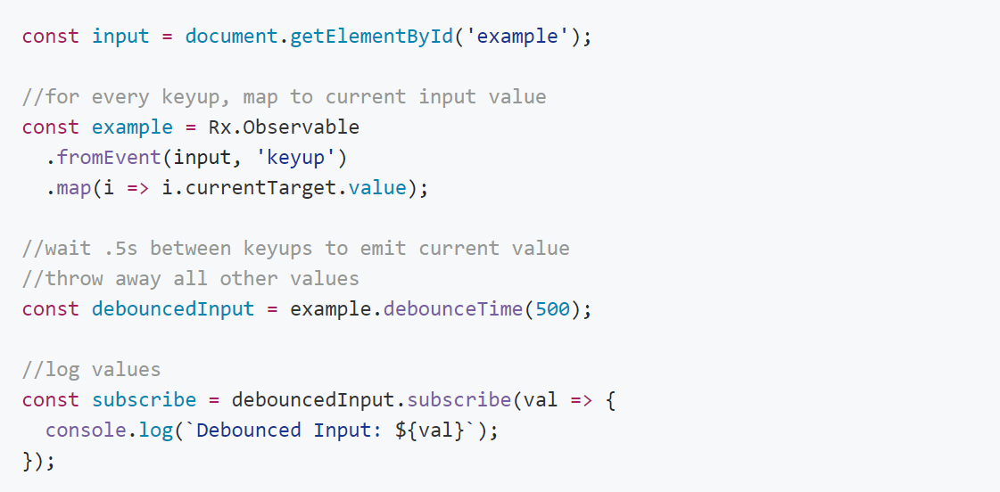 const input = document.getElementById('example');
//for every keyup, map to current input value
const example = Rx.Observable
  .fromEvent(input, 'keyup')
  .map(i => i.currentTarget.value);
//wait .5s between keyups to emit current value
//throw away all other values
const debouncedInput = example.debounceTime(500);
//log values
const subscribe = debouncedInput.subscribe(val => {
  console.log(`Debounced Input: ${val}`);
});